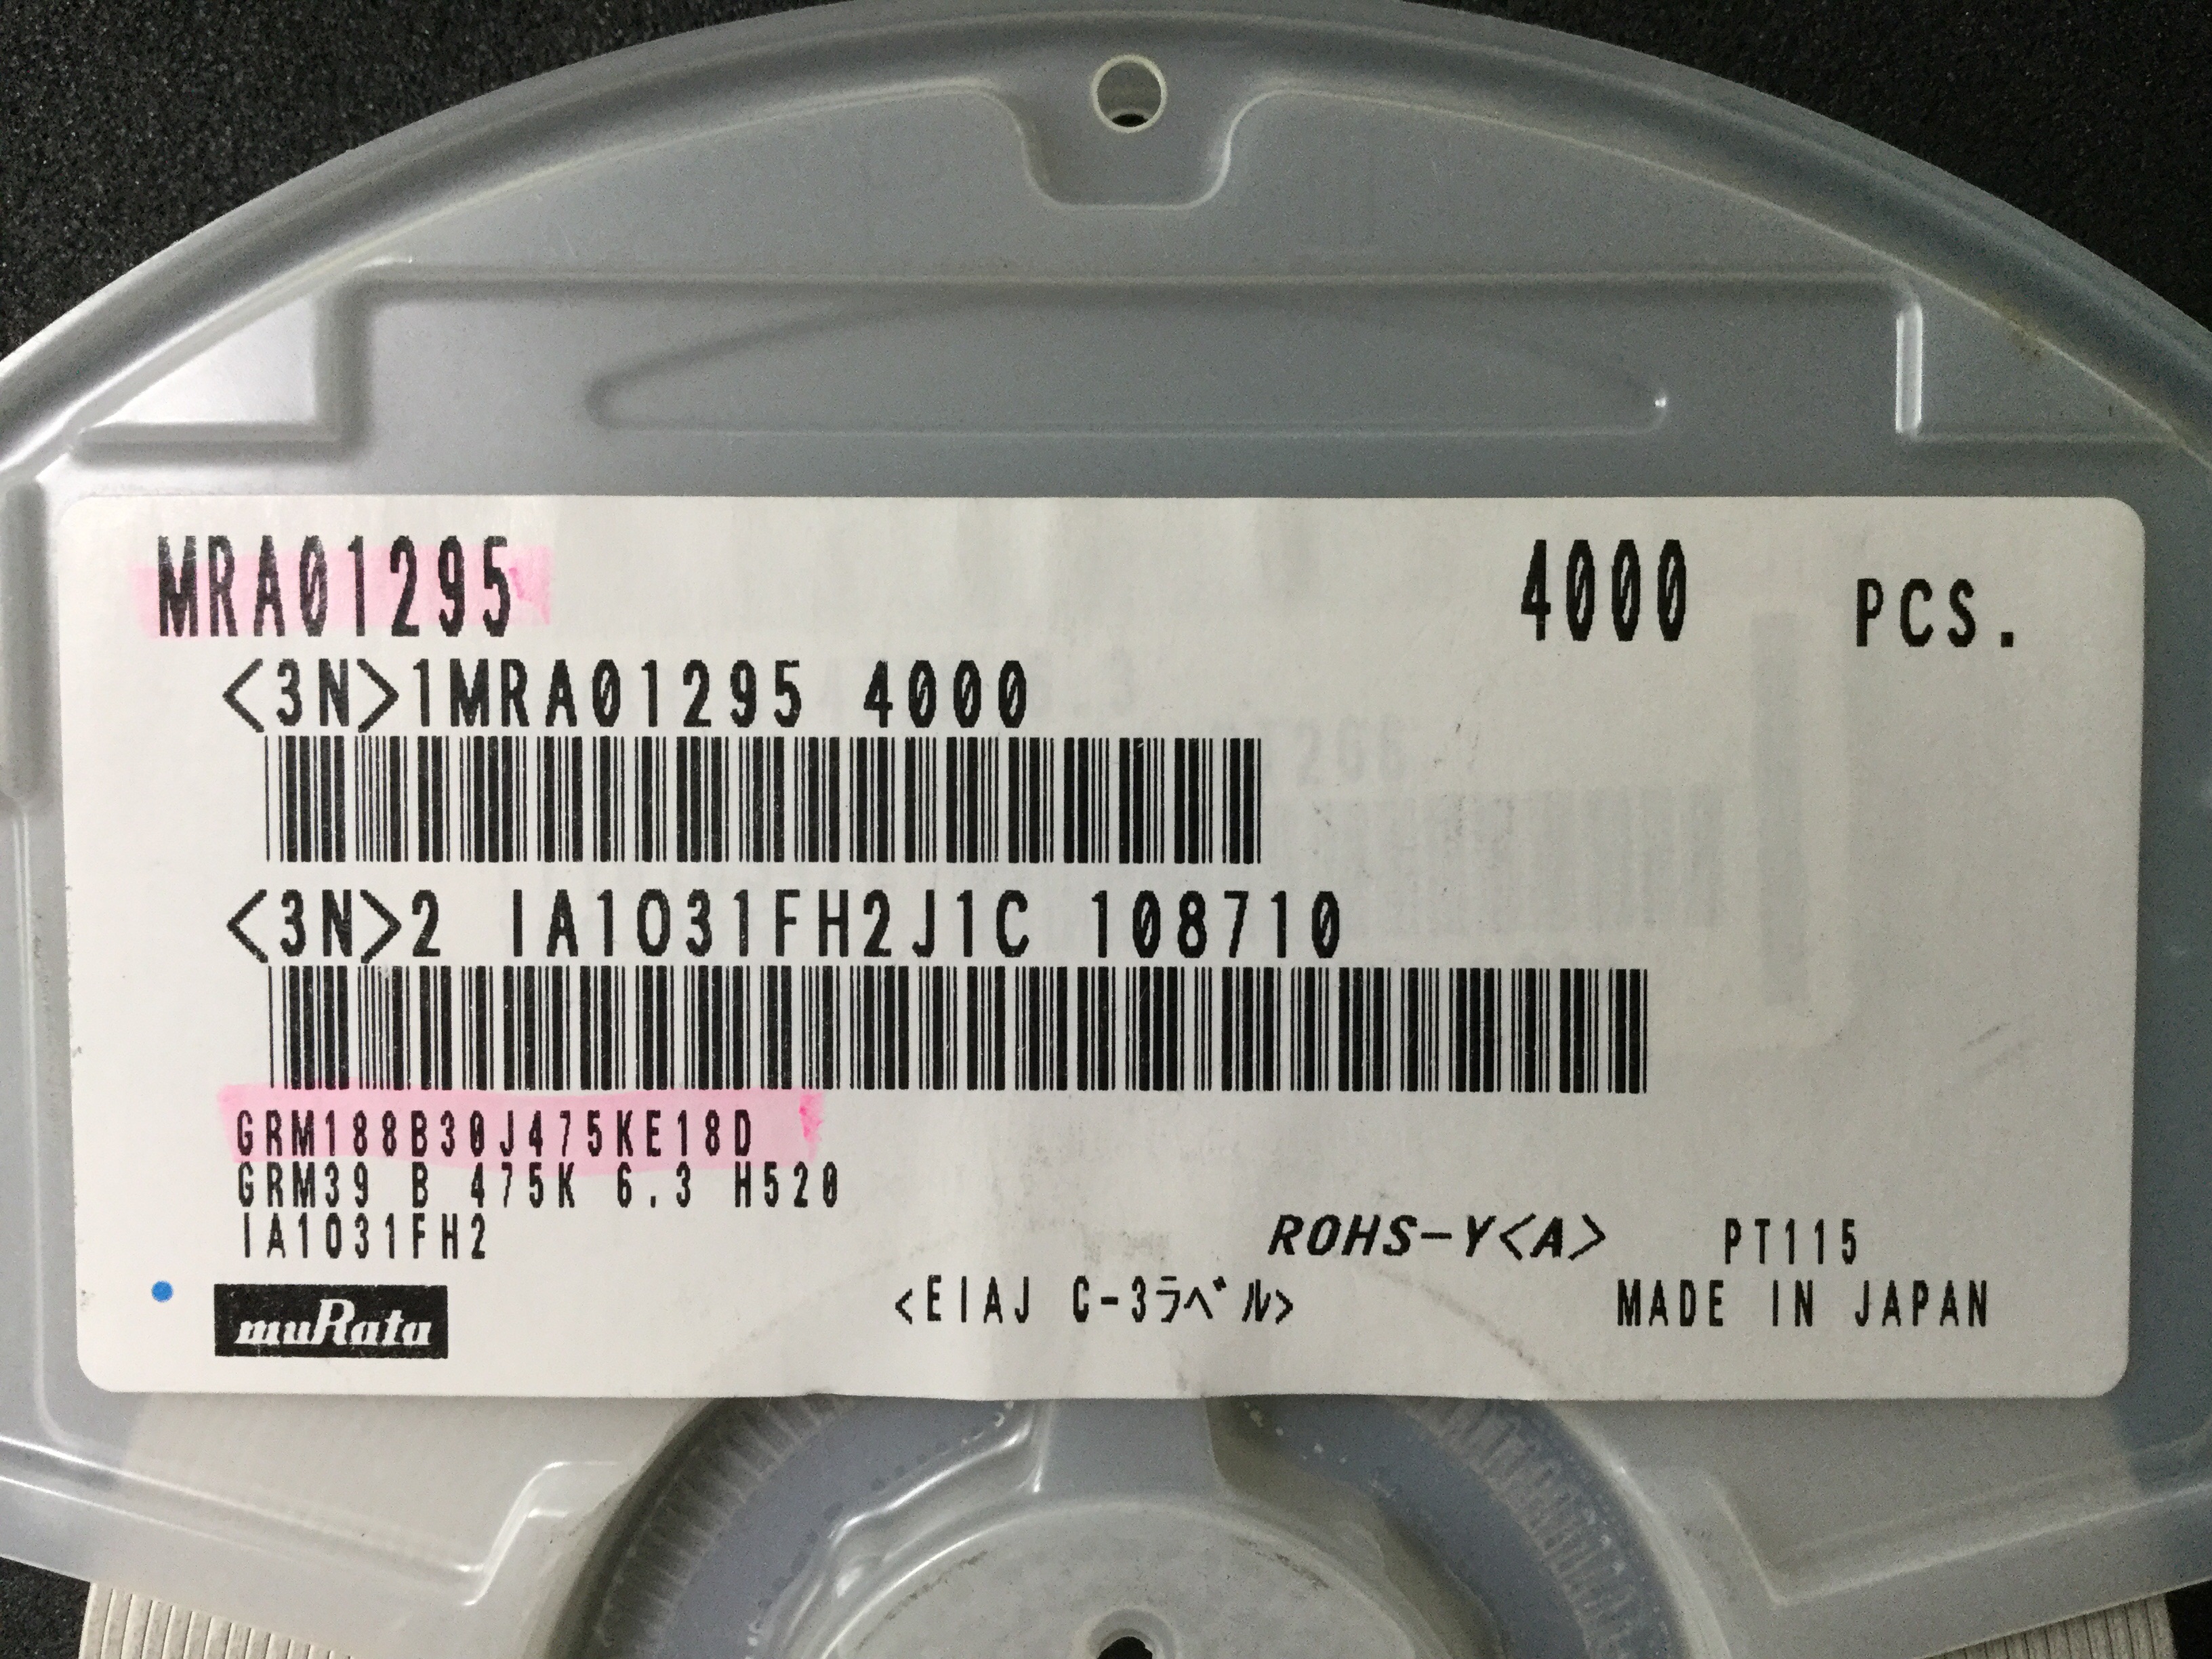 MRA01295 4000 PCS.
<3N>1MRA01295 4000
<3N>2 IA1031FH2J1C 108710
GRM188B30J475KE18D
GRM39 B 475K 6.3 H520
IA1031FH2
ROHS-Y<A> PT115
muRata <EIAJ C-3ラベル> MADE IN JAPAN